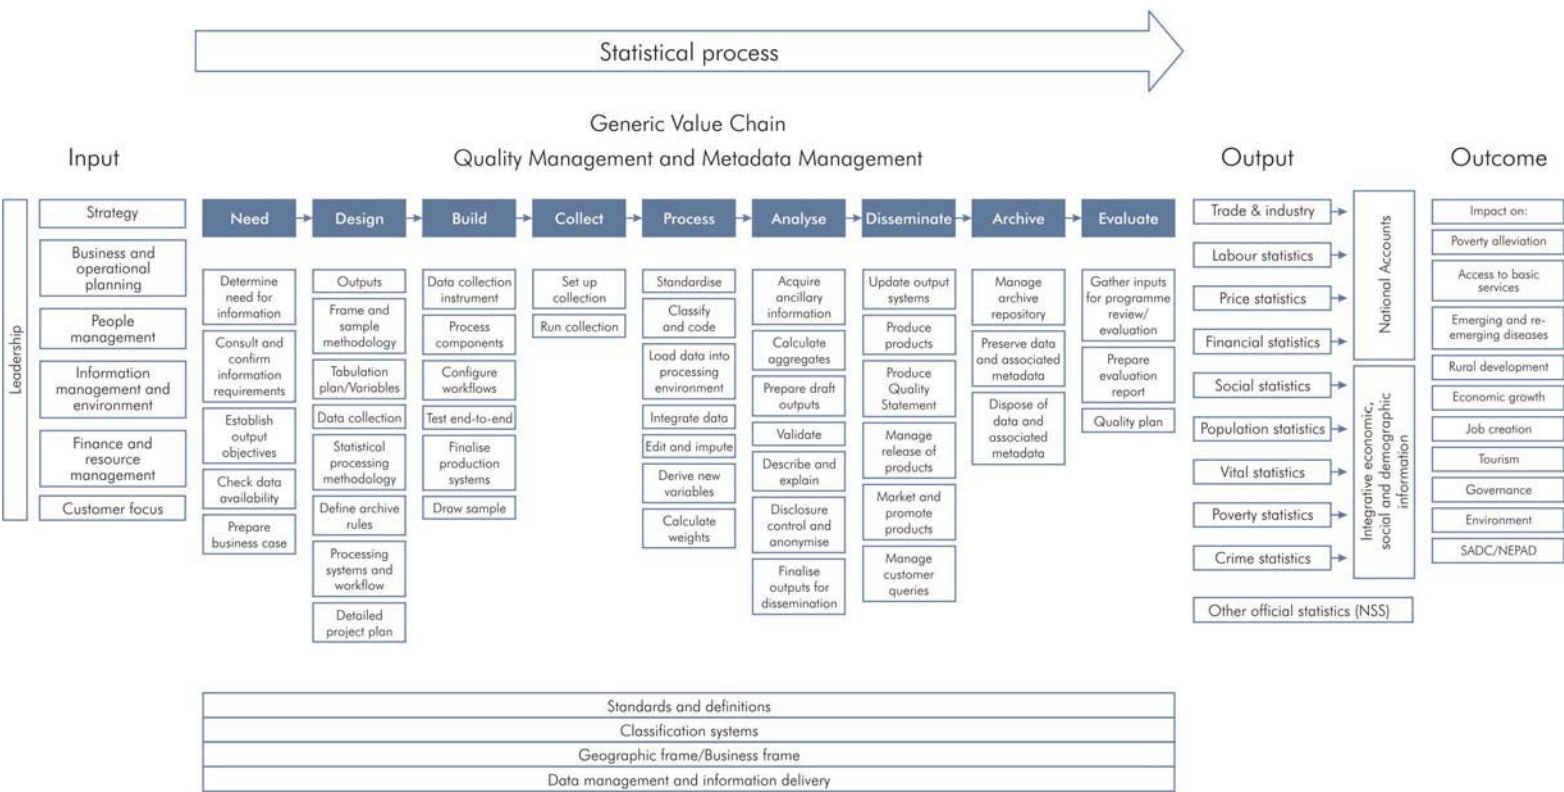 Statistical process
Generic Value Chain
Input
Quality Management and Metadata Management
Output
Outcome
Leadership
Strategy
Business and
operational
planning
People
management
Information
management and
environment
Finance and
resource
management
Customer focus
Need
Determine
need for
information
Consult and
confirm
information
requirements
Establish
output
objectives
Check data
availability
Prepare
business case
Design
Outputs
Frame and
sample
methodology
Tabulation
plan/Variables
Data collection
Statistical
processing
methodology
Define archive
rules
Processing
systems and
workflow
Detailed
project plan
Build
Data collection
instrument
Process
components
Configure
workflows
Test end-to-end
Finalise
production
systems
Draw sample
Collect
Set up
collection
Run collection
Process
Standardise
Classify
and code
Load data into
processing
environment
Integrate data
Edit and impute
Derive new
variables
Calculate
weights
Analyse
Acquire
ancillary
information
Calculate
aggregates
Prepare draft
outputs
Validate
Describe and
explain
Disclosure
control and
anonymise
Finalise
outputs for
dissemination
Disseminate
Update output
systems
Produce
products
Produce
Quality
Statement
Manage
release of
products
Market and
promote
products
Manage
customer
queries
Archive
Manage
archive
repository
Preserve data
and associated
metadata
Dispose of
data and
associated
metadata
Evaluate
Gather inputs
for programme
review/
evaluation
Prepare
evaluation
report
Quality plan
Trade & industry
Labour statistics
Price statistics
Financial statistics
Social statistics
Population statistics
Vital statistics
Poverty statistics
Crime statistics
Other official statistics (NSS)
National Accounts
Integrative economic,
social and demographic
information
Impact on:
Poverty alleviation
Access to basic
services
Emerging and re-
emerging diseases
Rural development
Economic growth
Job creation
Tourism
Governance
Environment
SADC/NEPAD
Standards and definitions
Classification systems
Geographic frame/Business frame
Data management and information delivery